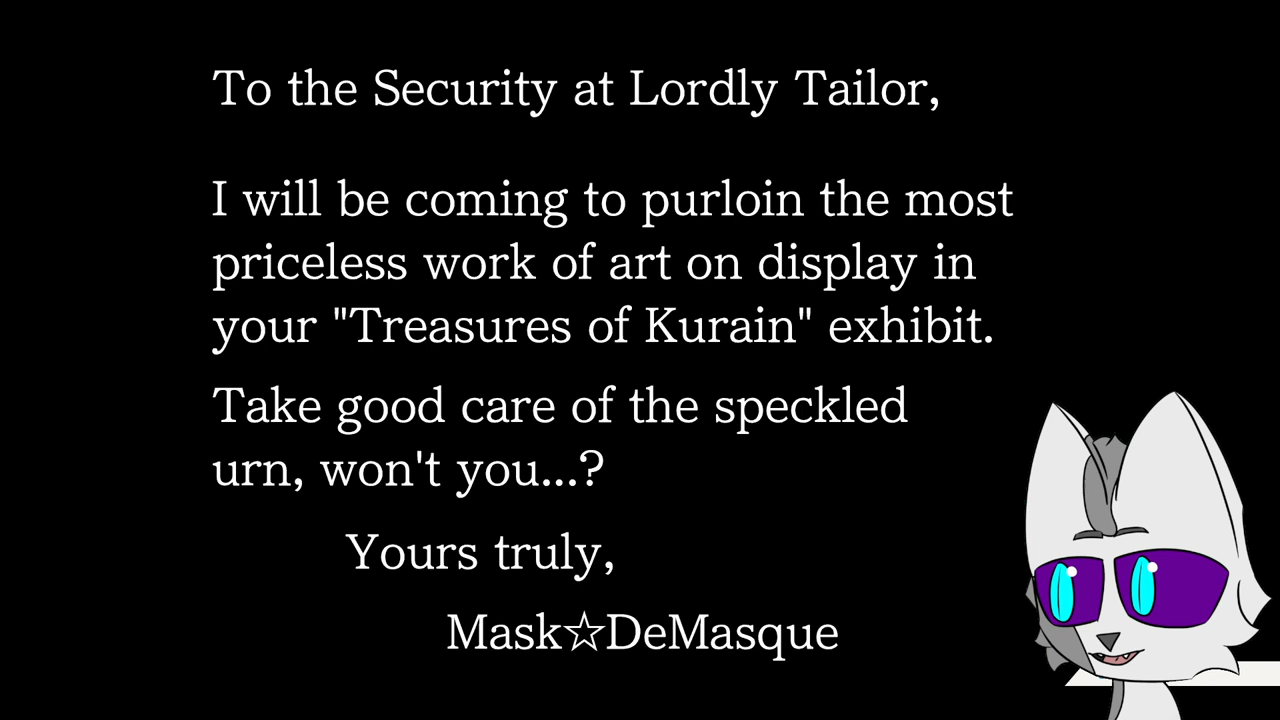 To the Security at Lordly Tailor,
I will be coming to purloin the most
priceless work of art on display in
your "Treasures of Kurain" exhibit.
Take good care of the speckled
urn, won't you...?
Yours truly,
Mask☆DeMasque